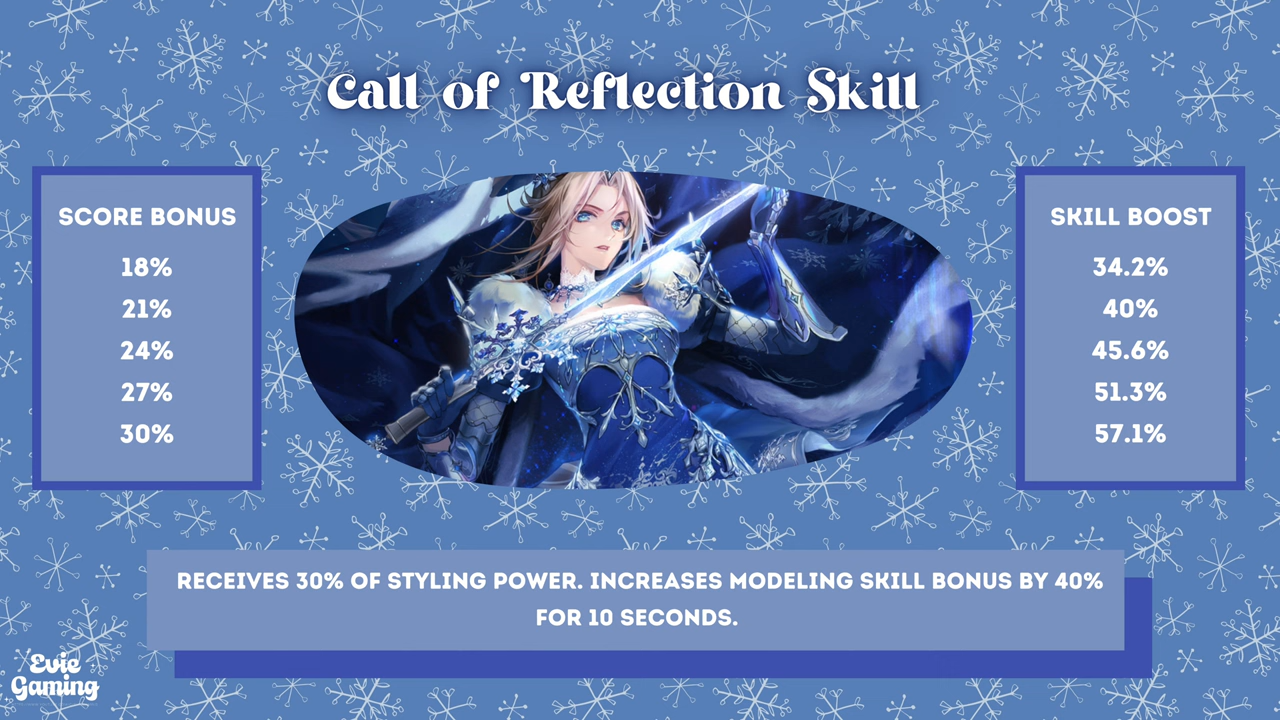 Call of Reflection Skill
SCORE BONUS
18%
21%
24%
27%
30%
SKILL BOOST
34.2%
40%
45.6%
51.3%
57.1%
RECEIVES 30% OF STYLING POWER. INCREASES MODELING SKILL BONUS BY 40%
FOR 10 SECONDS.
Evie
Gaming